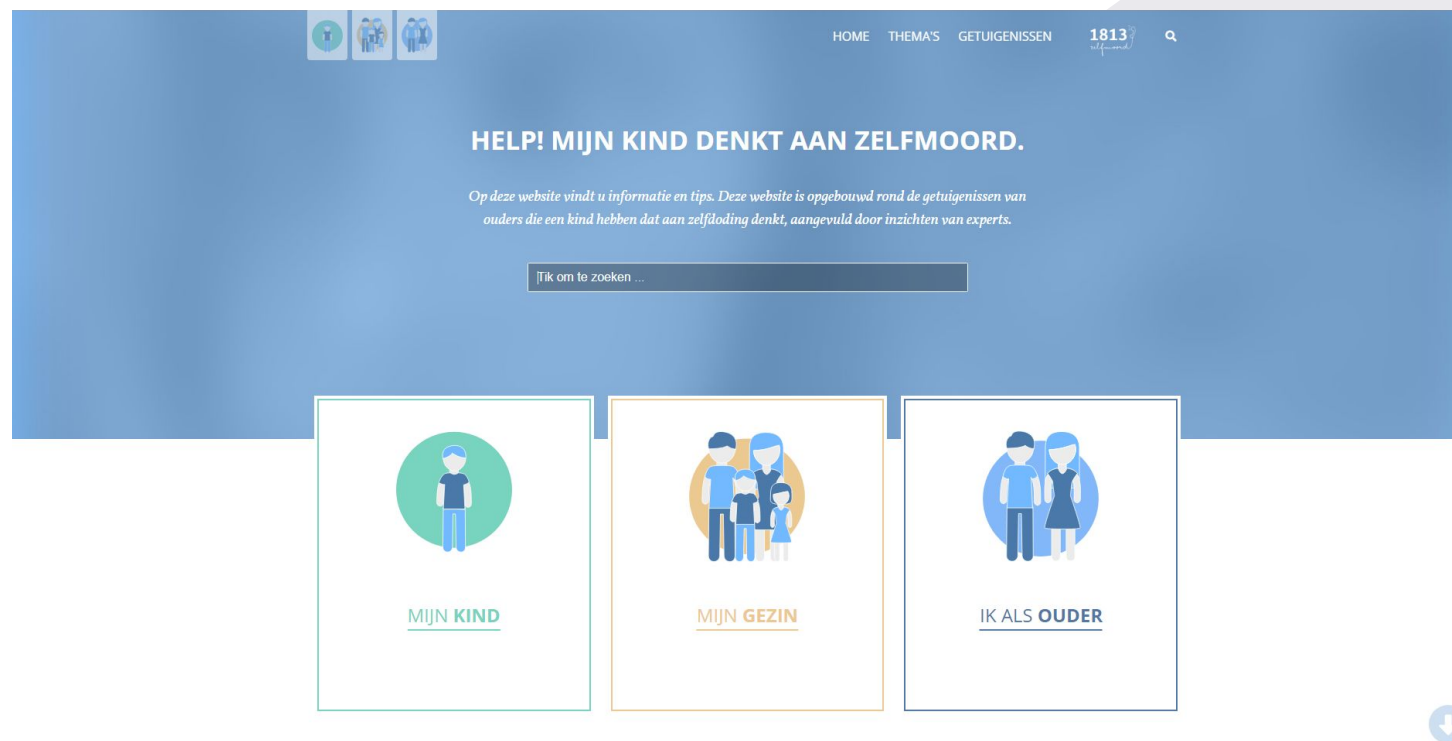 HOME THEMA'S GETUIGENISSEN 1813 zelfmoord
HELP! MIJN KIND DENKT AAN ZELFMOORD.
Op deze website vindt u informatie en tips. Deze website is opgebouwd rond de getuigenissen van
ouders die een kind hebben dat aan zelfdoding denkt, aangevuld door inzichten van experts.
Tik om te zoeken ...
MIJN KIND
MIJN GEZIN
IK ALS OUDER